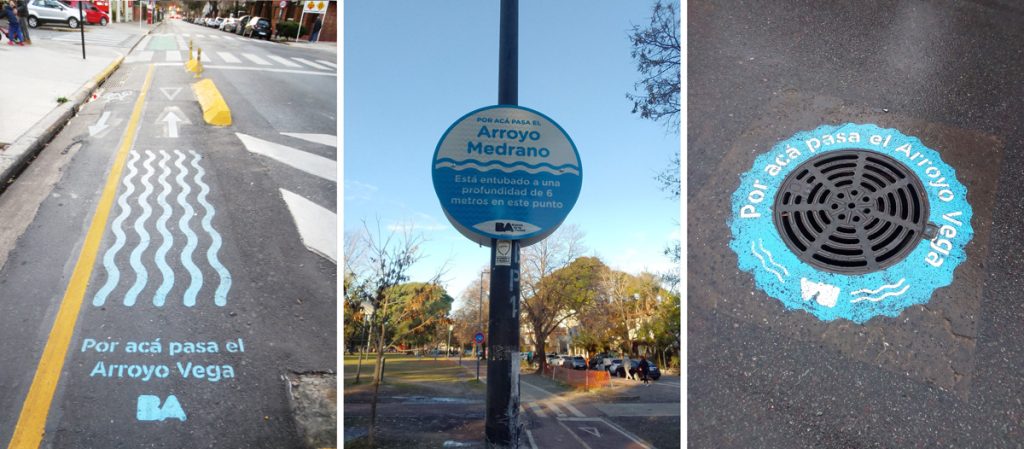 Por acá pasa el
Arroyo Vega
BA
POR ACÁ PASA EL
Arroyo
Medrano
Está entubado a una
profundidad de 6
metros en este punto
BA
Por acá pasa el Arroyo Vega